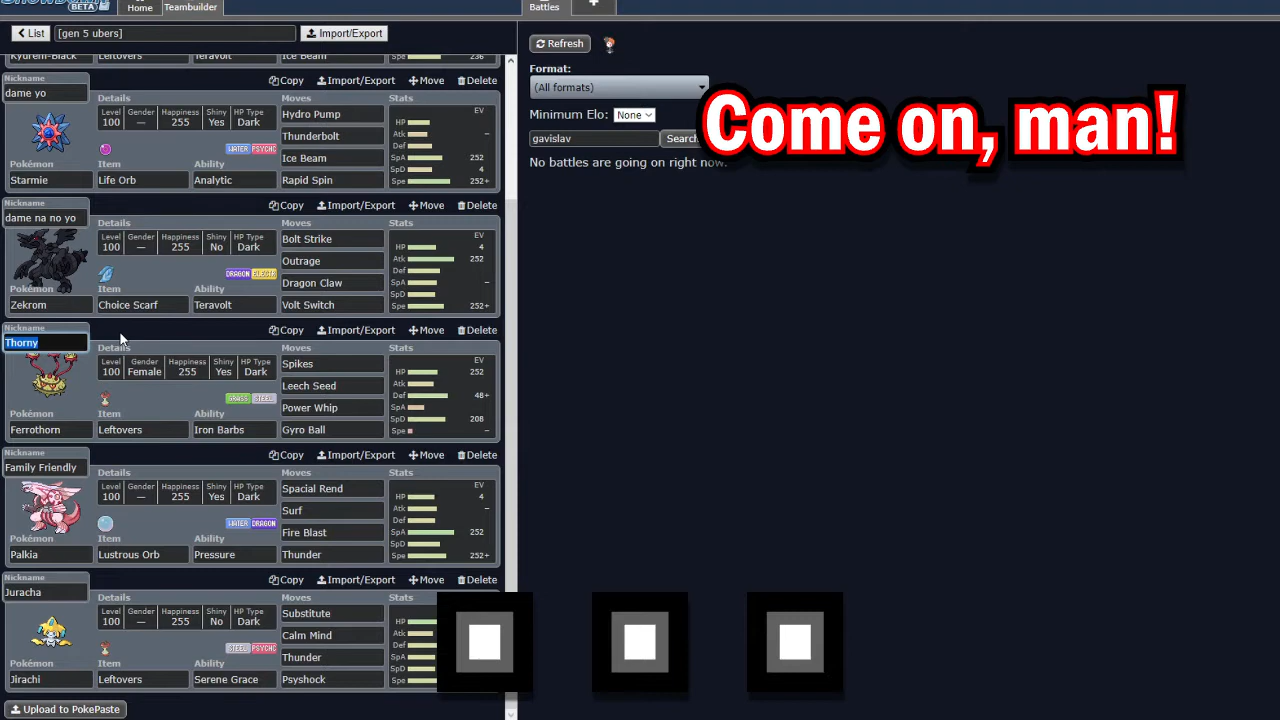 BETA
Home
Teambuilder
Battles
+
List
[gen 5 ubers]
Import/Export
Kyurem-Black
Leftovers
Teravolt
Ice Beam
Spe
236
Nickname
dame yo
Copy
Import/Export
Move
Delete
Details
Level 100
Gender —
Happiness 255
Shiny Yes
HP Type Dark
WATER PSYCHC
Pokémon
Starmie
Item
Life Orb
Ability
Analytic
Moves
Hydro Pump
Thunderbolt
Ice Beam
Rapid Spin
Stats
EV
HP
Atk –
Def
SpA 252
SpD 4
Spe 252+
Nickname
dame na no yo
Copy
Import/Export
Move
Delete
Details
Level 100
Gender —
Happiness 255
Shiny No
HP Type Dark
DRAGON ELECTR
Pokémon
Zekrom
Item
Choice Scarf
Ability
Teravolt
Moves
Bolt Strike
Outrage
Dragon Claw
Volt Switch
Stats
EV
HP 4
Atk 252
Def
SpA –
SpD
Spe 252+
Nickname
Thorny
Copy
Import/Export
Move
Delete
Details
Level 100
Gender Female
Happiness 255
Shiny Yes
HP Type Dark
GRASS STEEL
Pokémon
Ferrothorn
Item
Leftovers
Ability
Iron Barbs
Moves
Spikes
Leech Seed
Power Whip
Gyro Ball
Stats
EV
HP 252
Atk
Def 48+
SpA
SpD 208
Spe –
Nickname
Family Friendly
Copy
Import/Export
Move
Delete
Details
Level 100
Gender —
Happiness 255
Shiny Yes
HP Type Dark
WATER DRAGON
Pokémon
Palkia
Item
Lustrous Orb
Ability
Pressure
Moves
Spacial Rend
Surf
Fire Blast
Thunder
Stats
EV
HP 4
Atk –
Def
SpA 252
SpD
Spe 252+
Nickname
Juracha
Copy
Import/Export
Move
Delete
Details
Level 100
Gender —
Happiness 255
Shiny No
HP Type Dark
STEEL PSYCHC
Pokémon
Jirachi
Item
Leftovers
Ability
Serene Grace
Moves
Substitute
Calm Mind
Thunder
Psyshock
Stats
EV
HP
Atk
Def
SpA
SpD
Spe
Upload to PokePaste
Refresh
Format:
(All formats)
Minimum Elo: None
gavislav
Search
No battles are going on right now.
Come on, man!